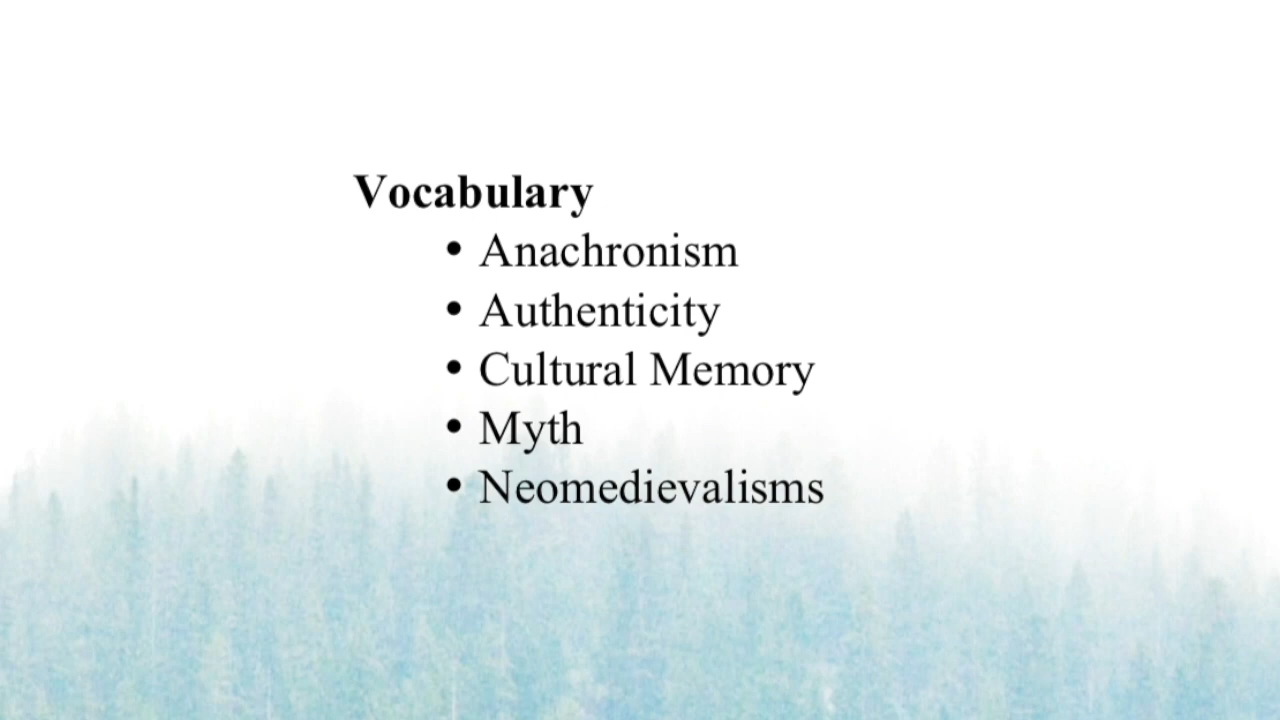 Vocabulary
• Anachronism
• Authenticity
• Cultural Memory
• Myth
• Neomedievalisms